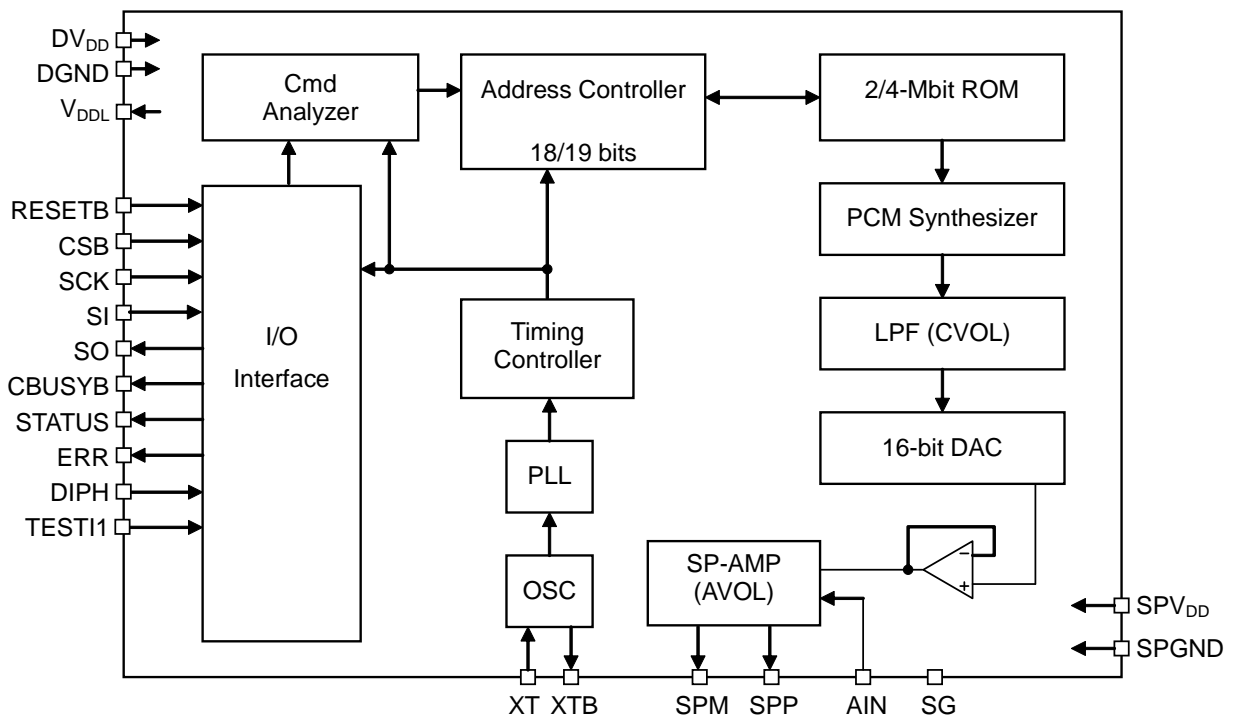 DVDD
DGND
VDDL
RESETB
CSB
SCK
SI
SO
CBUSYB
STATUS
ERR
DIPH
TESTI1
Cmd
Analyzer
Address Controller
18/19 bits
2/4-Mbit ROM
PCM Synthesizer
LPF (CVOL)
16-bit DAC
I/O
Interface
Timing
Controller
PLL
OSC
SP-AMP
(AVOL)
−
+
SPVDD
SPGND
XT
XTB
SPM
SPP
AIN
SG